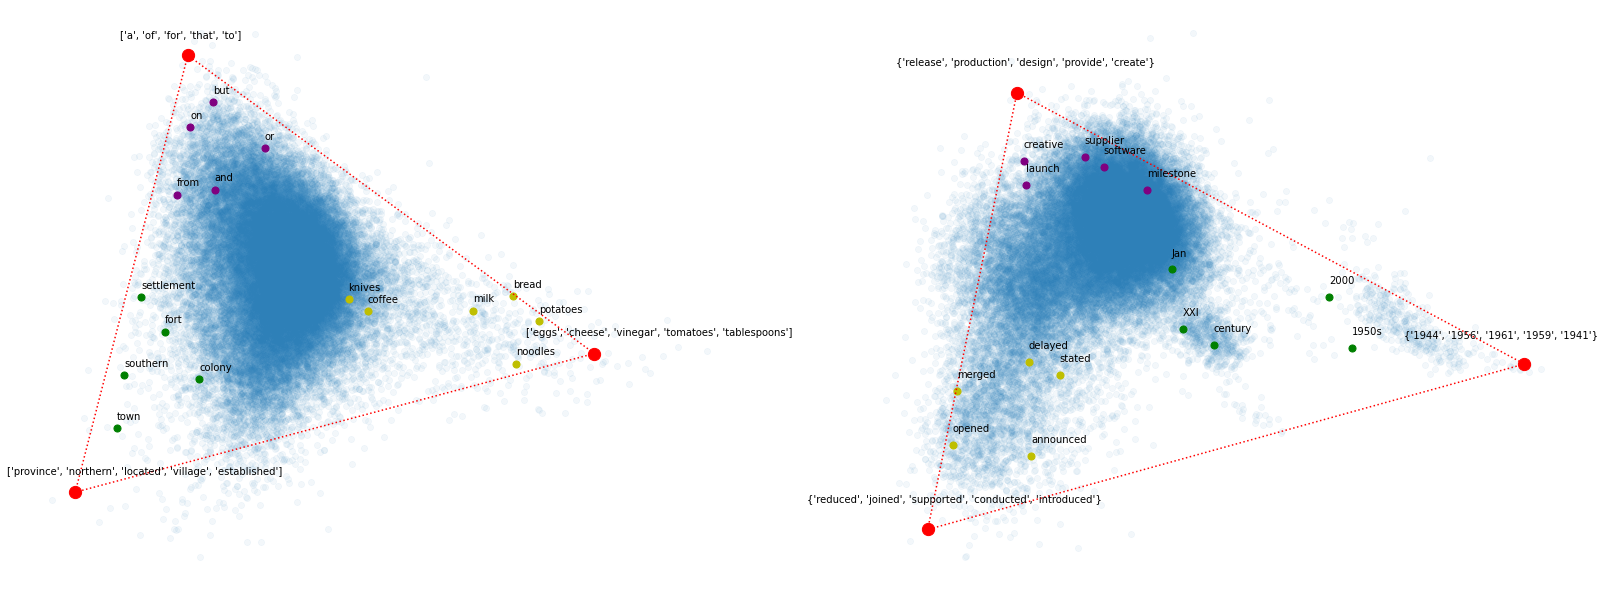 ['a', 'of', 'for', 'that', 'to']
but
on
or
from
and
settlement
fort
southern
colony
town
knives
coffee
milk
bread
potatoes
['eggs', 'cheese', 'vinegar', 'tomatoes', 'tablespoons']
noodles
['province', 'northern', 'located', 'village', 'established']
{'release', 'production', 'design', 'provide', 'create'}
creative
supplier
software
launch
milestone
Jan
2000
XXI
century
1950s
{'1944', '1956', '1961', '1959', '1941'}
delayed
stated
merged
opened
announced
{'reduced', 'joined', 'supported', 'conducted', 'introduced'}